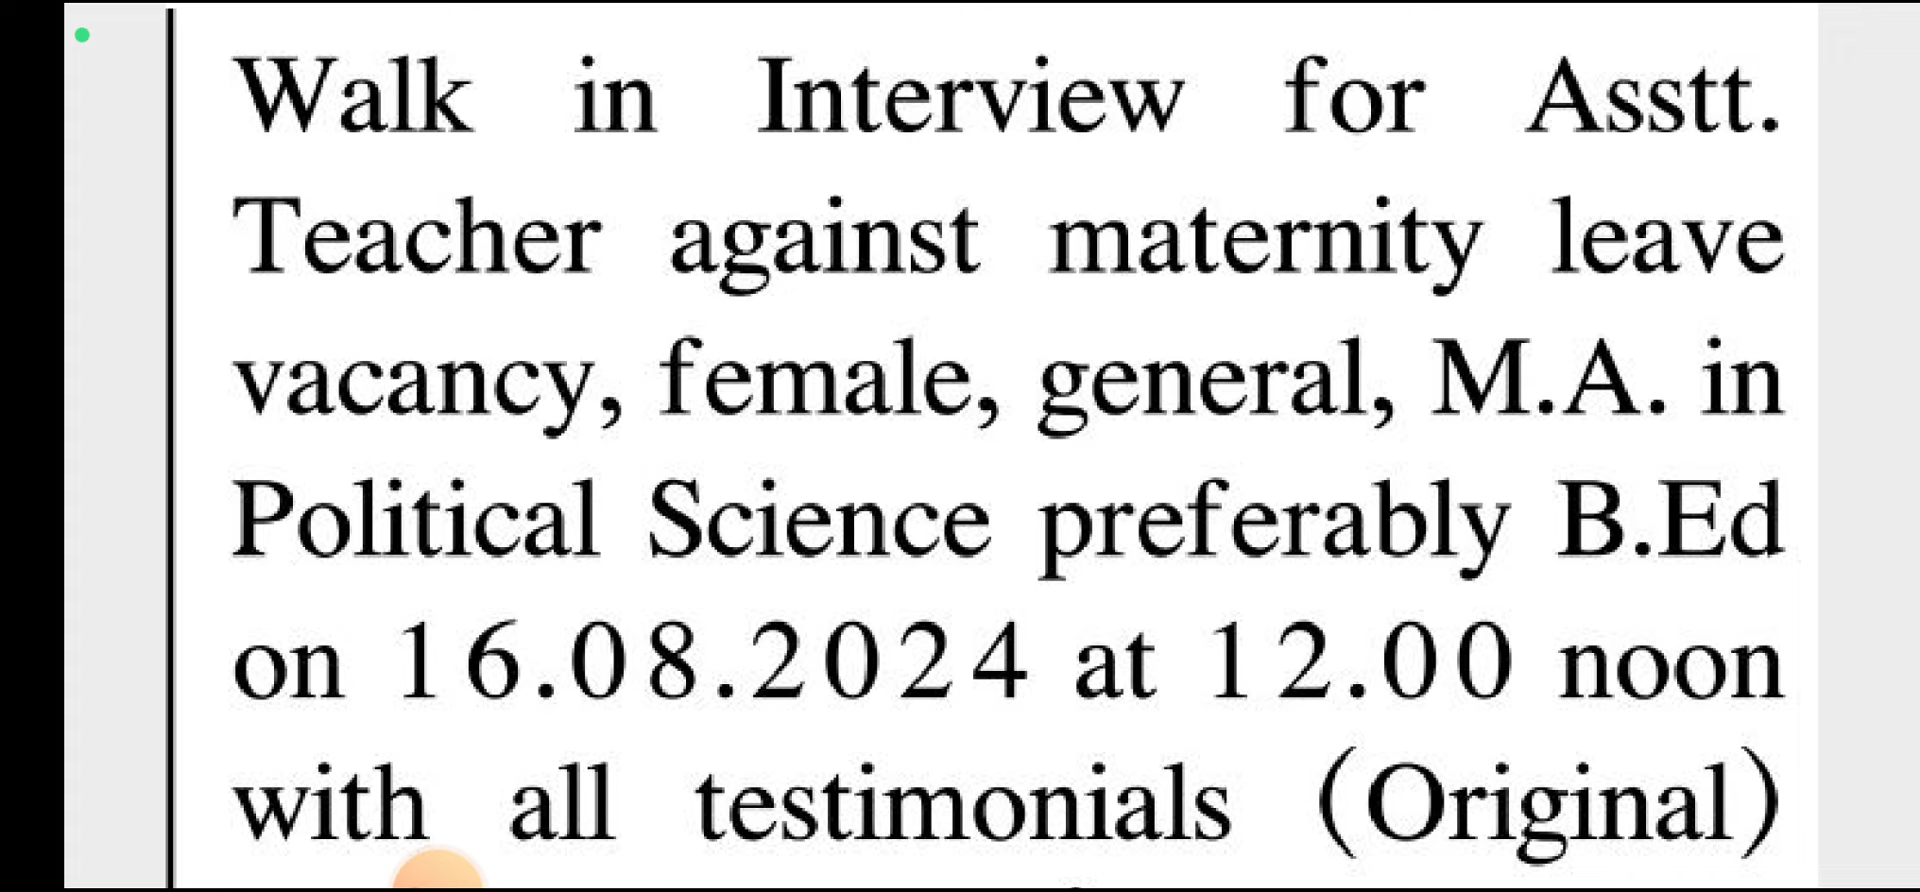 Walk in Interview for Asstt.
Teacher against maternity leave
vacancy, female, general, M.A. in
Political Science preferably B.Ed
on 16.08.2024 at 12.00 noon
with all testimonials (Original)